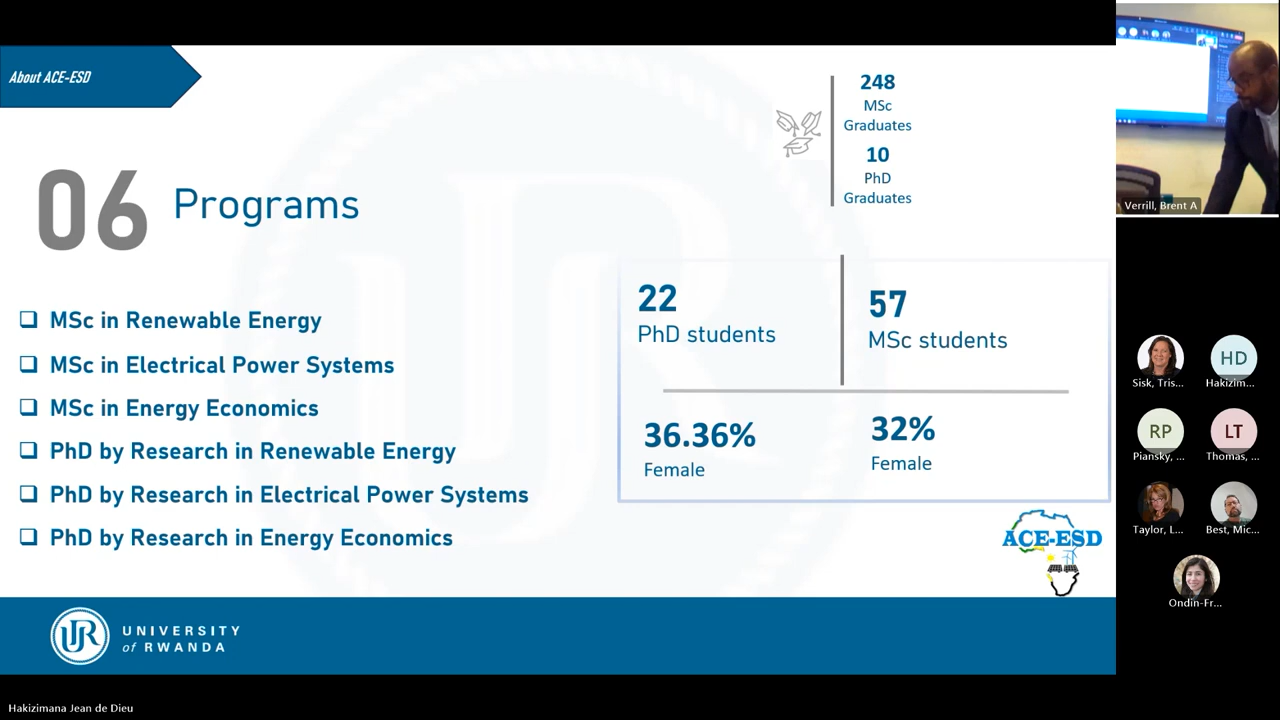 About ACE-ESD
06 Programs
MSc in Renewable Energy
MSc in Electrical Power Systems
MSc in Energy Economics
PhD by Research in Renewable Energy
PhD by Research in Electrical Power Systems
PhD by Research in Energy Economics
248
MSc
Graduates
10
PhD
Graduates
22
PhD students
57
MSc students
36.36%
Female
32%
Female
ACE-ESD
UR
UNIVERSITY
of RWANDA
Verrill, Brent A
HD
Sisk, Tris...
Hakizim...
RP
LT
Piansky, ...
Thomas, ...
Taylor, L...
Best, Mic...
Ondin-Fr...
Hakizimana Jean de Dieu